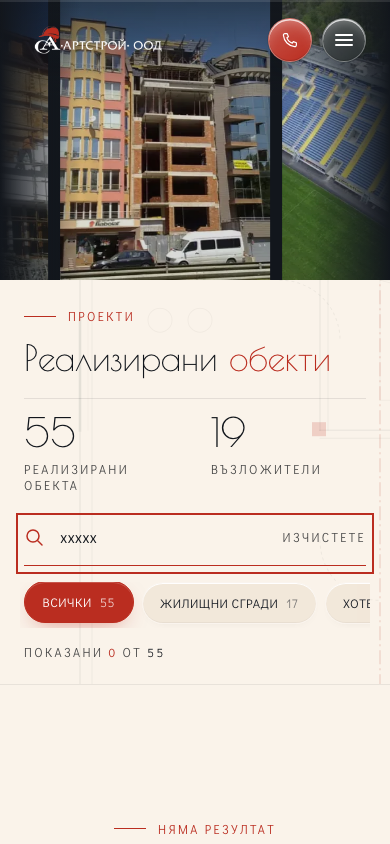 АРТСТРОЙ ООД
ПРОЕКТИ
Реализирани обекти
55
РЕАЛИЗИРАНИ
ОБЕКТА
19
ВЪЗЛОЖИТЕЛИ
xxxxx
ИЗЧИСТЕТЕ
ВСИЧКИ 55
ЖИЛИЩНИ СГРАДИ 17
ХОТЕ
ПОКАЗАНИ 0 ОТ 55
НЯМА РЕЗУЛТАТ